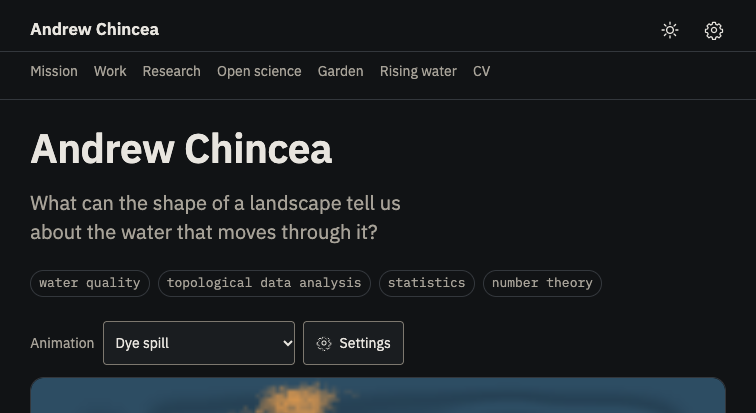 Andrew Chincea
Mission Work Research Open science Garden Rising water CV
Andrew Chincea
What can the shape of a landscape tell us
about the water that moves through it?
water quality topological data analysis statistics number theory
Animation Dye spill Settings